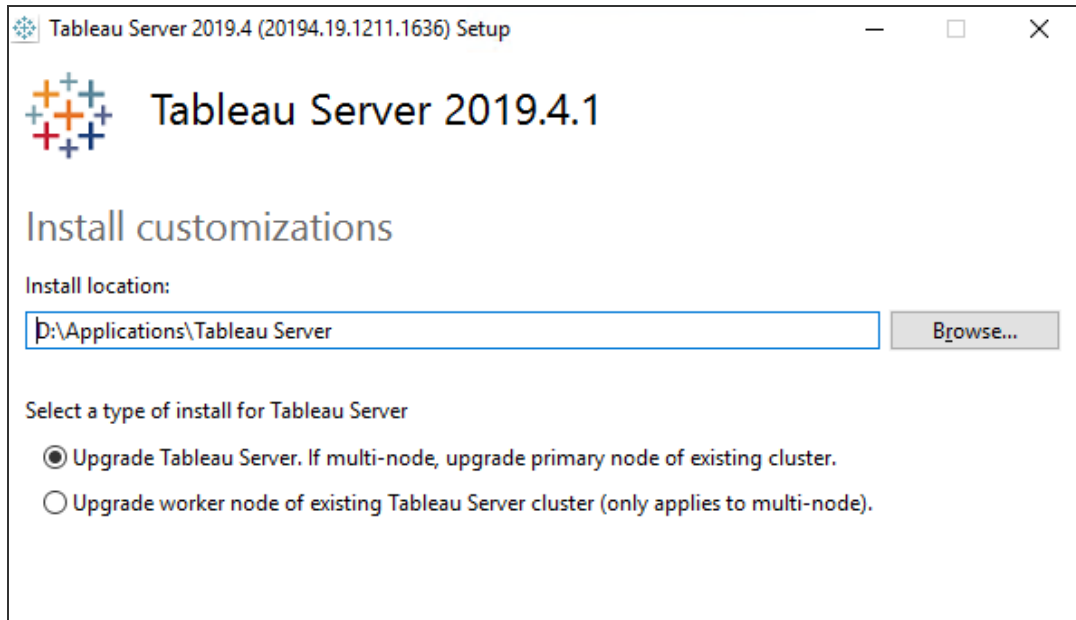 Tableau Server 2019.4 (20194.19.1211.1636) Setup
Tableau Server 2019.4.1
Install customizations
Install location:
D:\Applications\Tableau Server
Browse...
Select a type of install for Tableau Server
Upgrade Tableau Server. If multi-node, upgrade primary node of existing cluster.
Upgrade worker node of existing Tableau Server cluster (only applies to multi-node).